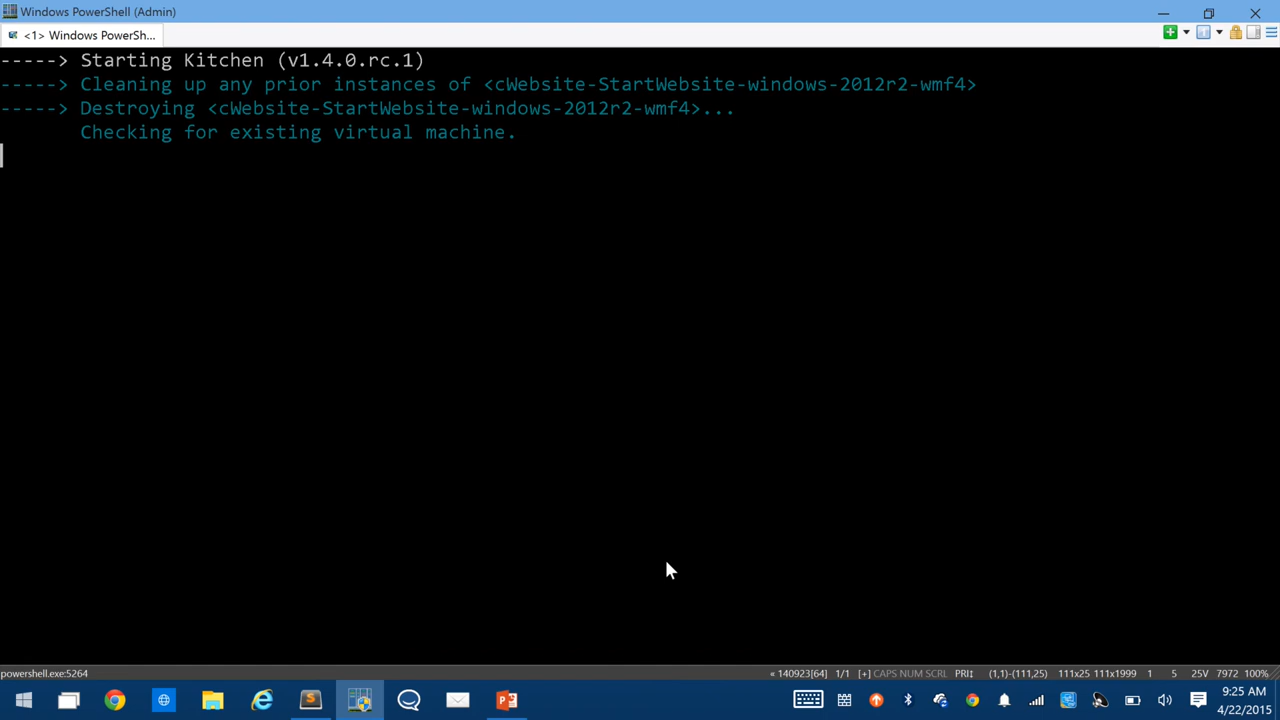 Windows PowerShell (Admin)
<1> Windows PowerSh...
-----> Starting Kitchen (v1.4.0.rc.1)
-----> Cleaning up any prior instances of <cWebsite-StartWebsite-windows-2012r2-wmf4>
-----> Destroying <cWebsite-StartWebsite-windows-2012r2-wmf4>...
Checking for existing virtual machine.
powershell.exe:5264 « 140923[64] 1/1 [+] CAPS NUM SCRL PRI↕ (1,1)-(111,25) 111x25 111x1999 1 5 25V 7972 100%
9:25 AM
4/22/2015